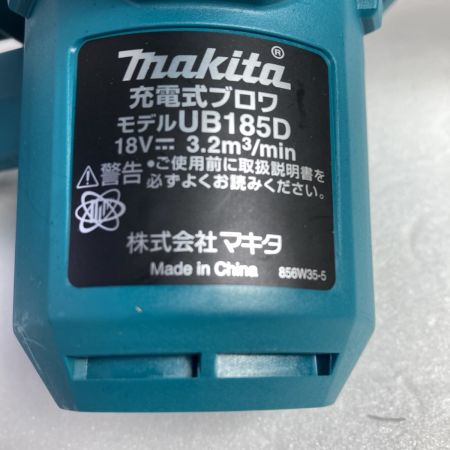 makita®
充電式ブロワ
モデルUB185D
18V⎓ 3.2m³/min
⚠警告 •ご使用前に取扱説明書を
必ずよくお読みください。
株式会社マキタ
Made in China 856W35-5